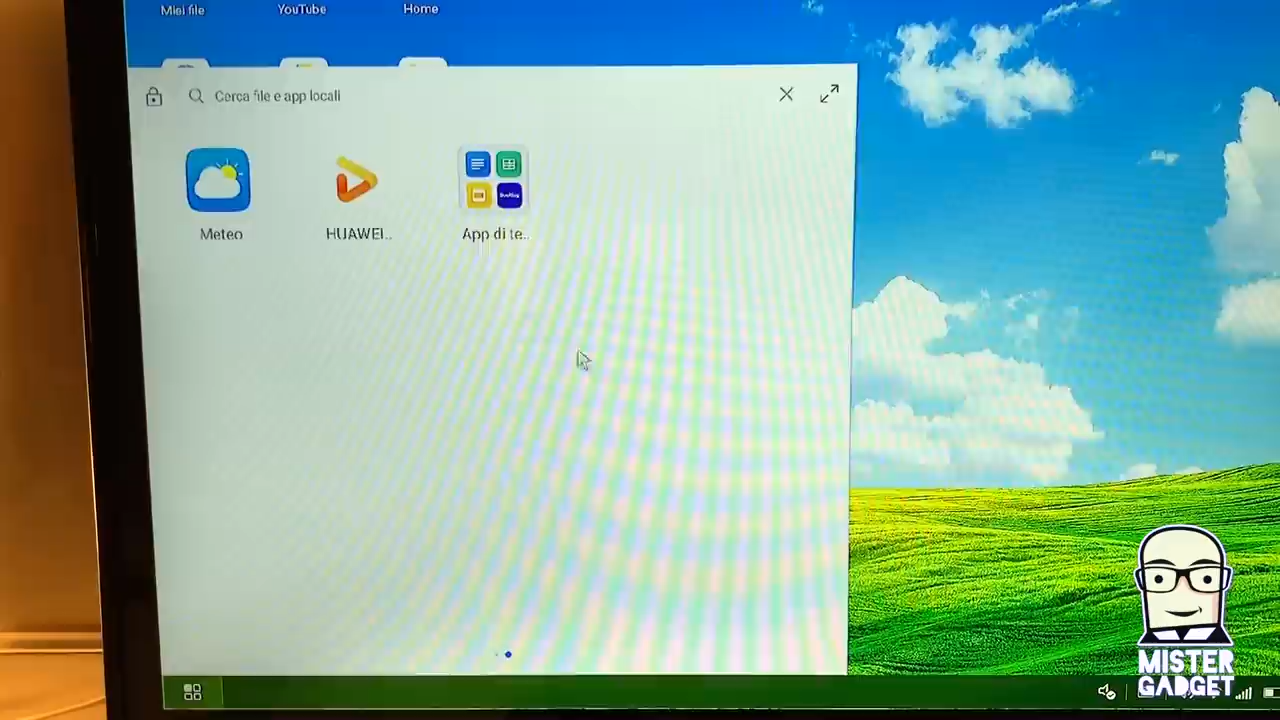 Miei file
YouTube
Home
Cerca file e app locali
Meteo
HUAWEI..
App di te..
MISTER
GADGET